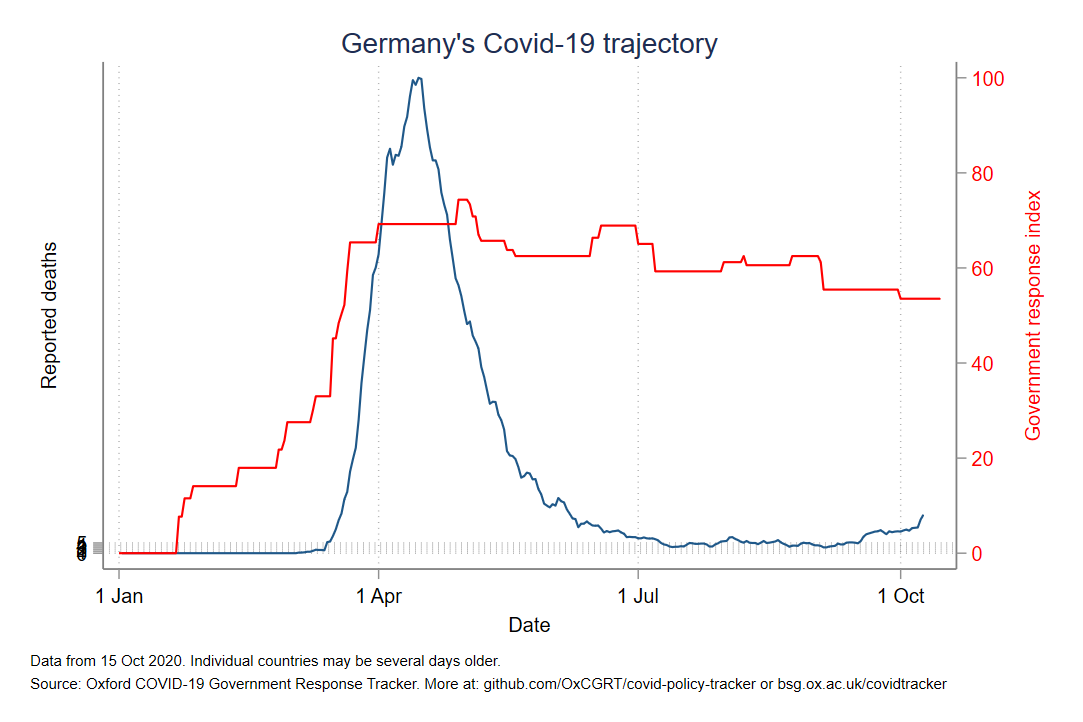 Germany's Covid-19 trajectory
Reported deaths
Government response index
100
80
60
40
20
0
1 Jan 1 Apr 1 Jul 1 Oct
Date
Data from 15 Oct 2020. Individual countries may be several days older.
Source: Oxford COVID-19 Government Response Tracker. More at: github.com/OxCGRT/covid-policy-tracker or bsg.ox.ac.uk/covidtracker